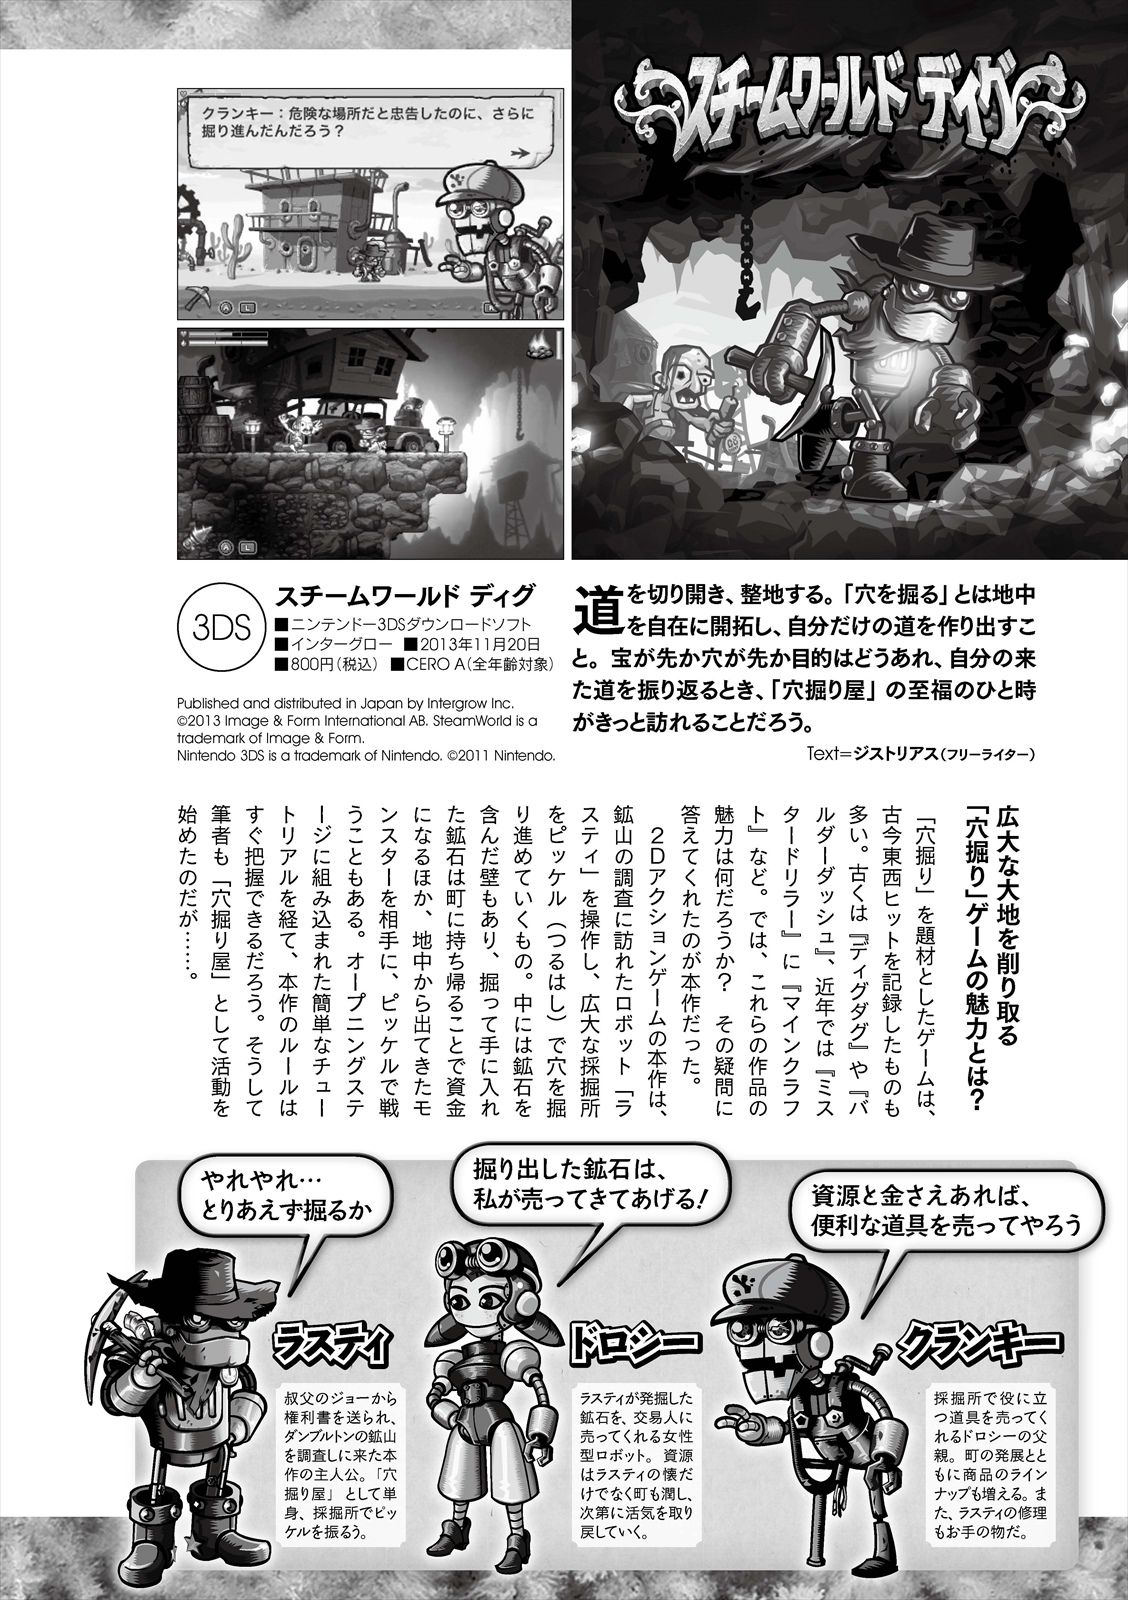 スチームワールド ディグ
クランキー：危険な場所だと忠告したのに、さらに
掘り進んだんだろう？
3DS
スチームワールド ディグ
■ニンテンドー3DSダウンロードソフト
■インターグロー ■2013年11月20日
■800円（税込） ■CERO A（全年齢対象）
Published and distributed in Japan by Intergrow Inc.
©2013 Image & Form International AB. SteamWorld is a
trademark of Image & Form.
Nintendo 3DS is a trademark of Nintendo. ©2011 Nintendo.
道を切り開き、整地する。「穴を掘る」とは地中
を自在に開拓し、自分だけの道を作り出すこ
と。宝が先か穴が先か目的はどうあれ、自分の来
た道を振り返るとき、「穴掘り屋」の至福のひと時
がきっと訪れることだろう。
Text=ジストリアス（フリーライター）
広大な大地を削り取る
「穴掘り」ゲームの魅力とは？
「穴掘り」を題材としたゲームは、
古今東西ヒットを記録したものも
多い。古くは『ディグダグ』や『バ
ルダーダッシュ』、近年では『ミス
タードリラー』に『マインクラフ
ト』など。では、これらの作品の
魅力は何だろうか？ その疑問に
答えてくれたのが本作だった。
2Dアクションゲームの本作は、
鉱山の調査に訪れたロボット「ラ
スティ」を操作し、広大な採掘所
をピッケル（つるはし）で穴を掘
り進めていくもの。中には鉱石を
含んだ壁もあり、掘って手に入れ
た鉱石は町に持ち帰ることで資金
になるほか、地中から出てきたモ
ンスターを相手に、ピッケルで戦
うこともある。オープニングステ
ージに組み込まれた簡単なチュー
トリアルを経て、本作のルールは
すぐ把握できるだろう。そうして
筆者も「穴掘り屋」として活動を
始めたのだが……。
やれやれ…
とりあえず掘るか
ラスティ
叔父のジョーから
権利書を送られ、
ダンブルトンの鉱山
を調査しに来た本
作の主人公。「穴
掘り屋」として単
身、採掘所でピッ
ケルを振るう。
掘り出した鉱石は、
私が売ってきてあげる！
ドロシー
ラスティが発掘した
鉱石を、交易人に
売ってくれる女性
型ロボット。資源
はラスティの懐だ
けでなく町も潤し、
次第に活気を取り
戻していく。
資源と金さえあれば、
便利な道具を売ってやろう
クランキー
採掘所で役に立
つ道具を売ってく
れるドロシーの父
親。町の発展とと
もに商品のライン
ナップも増える。ま
た、ラスティの修理
もお手の物だ。